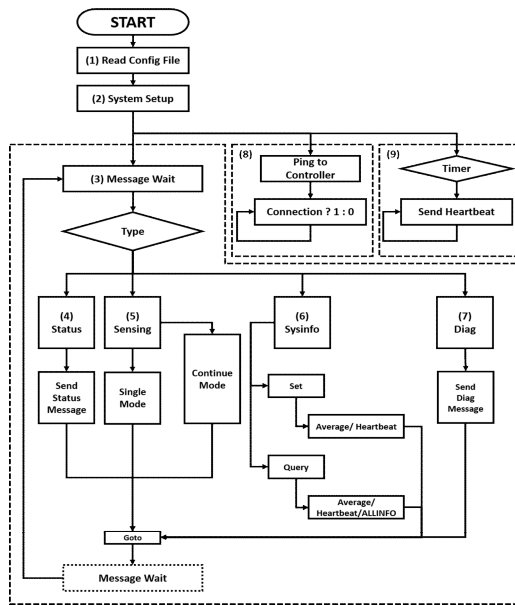 START
(1) Read Config File
(2) System Setup
(3) Message Wait
Type
(8)
Ping to
Controller
Connection ? 1 : 0
(9)
Timer
Send Heartbeat
(4)
Status
(5)
Sensing
(6)
Sysinfo
(7)
Diag
Send
Status
Message
Single
Mode
Continue
Mode
Set
Average/ Heartbeat
Query
Average/
Heartbeat/ALLINFO
Send
Diag
Message
Goto
Message Wait